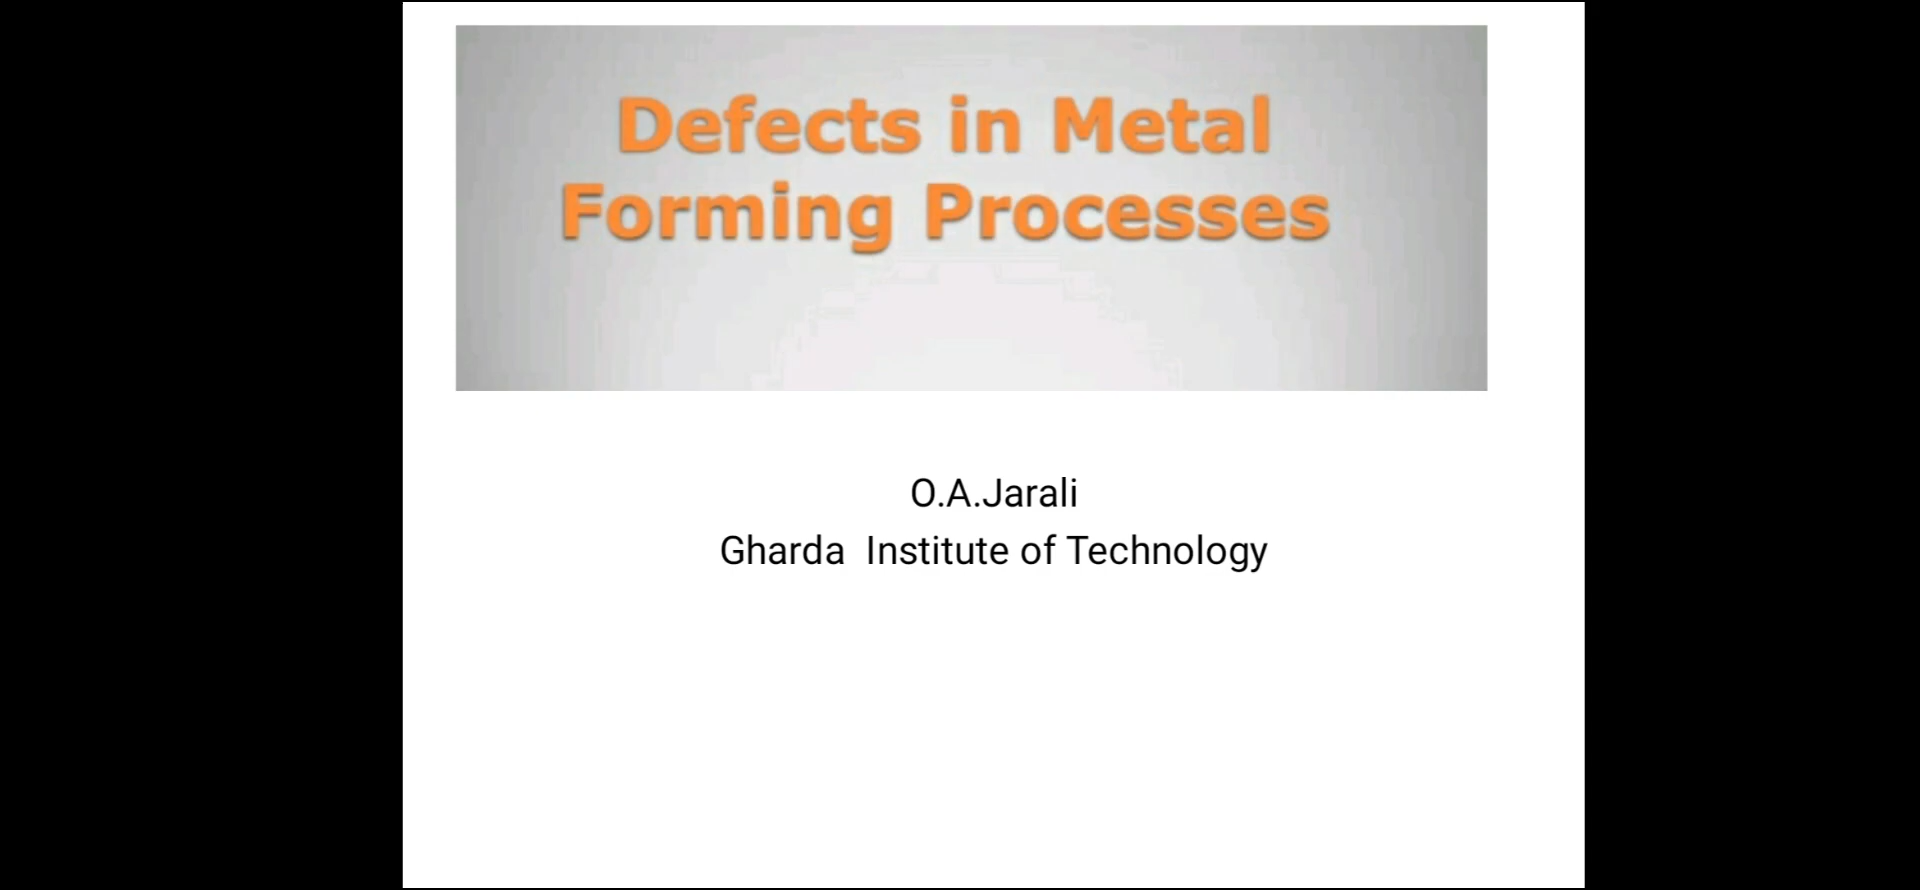 Defects in Metal
Forming Processes
O.A.Jarali
Gharda  Institute of Technology